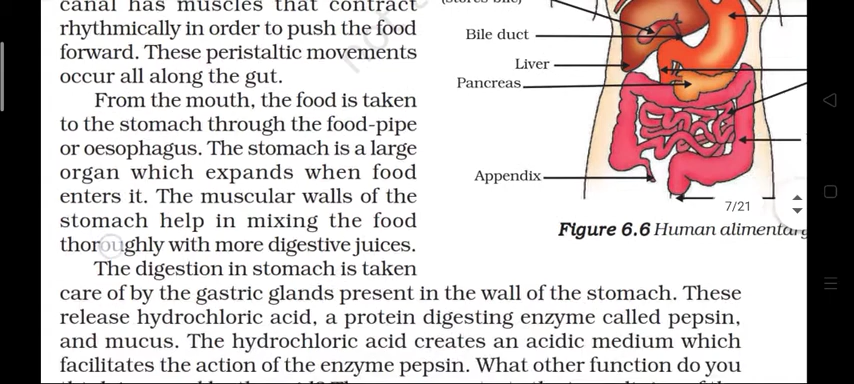 canal has muscles that contract
rhythmically in order to push the food
forward. These peristaltic movements
occur all along the gut.
From the mouth, the food is taken
to the stomach through the food-pipe
or oesophagus. The stomach is a large
organ which expands when food
enters it. The muscular walls of the
stomach help in mixing the food
thoroughly with more digestive juices.
The digestion in stomach is taken
care of by the gastric glands present in the wall of the stomach. These
release hydrochloric acid, a protein digesting enzyme called pepsin,
and mucus. The hydrochloric acid creates an acidic medium which
facilitates the action of the enzyme pepsin. What other function do you
(stores bile)
Bile duct
Liver
Pancreas
Appendix
7/21
Figure 6.6 Human alimentary